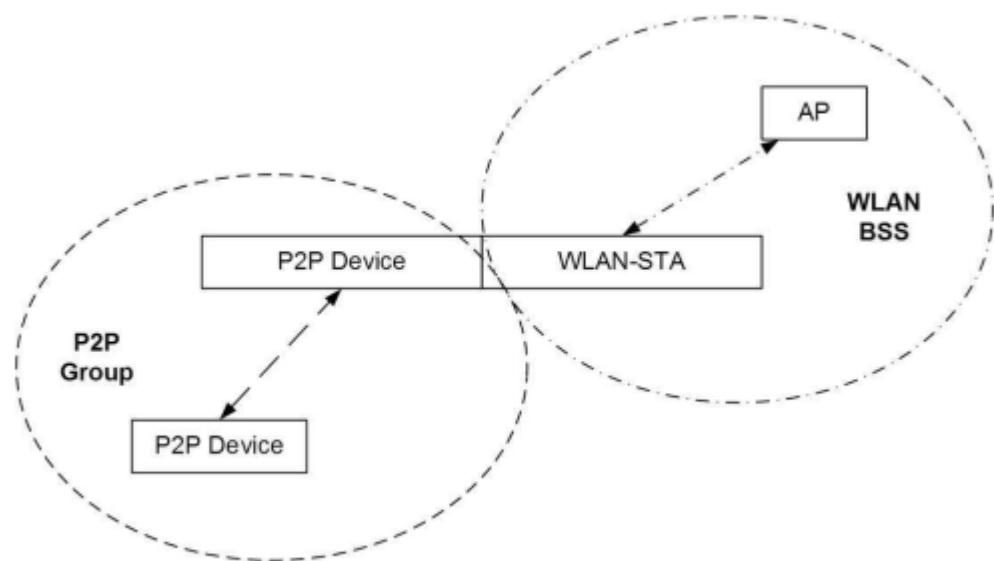 AP
WLAN
BSS
P2P Device
WLAN-STA
P2P
Group
P2P Device